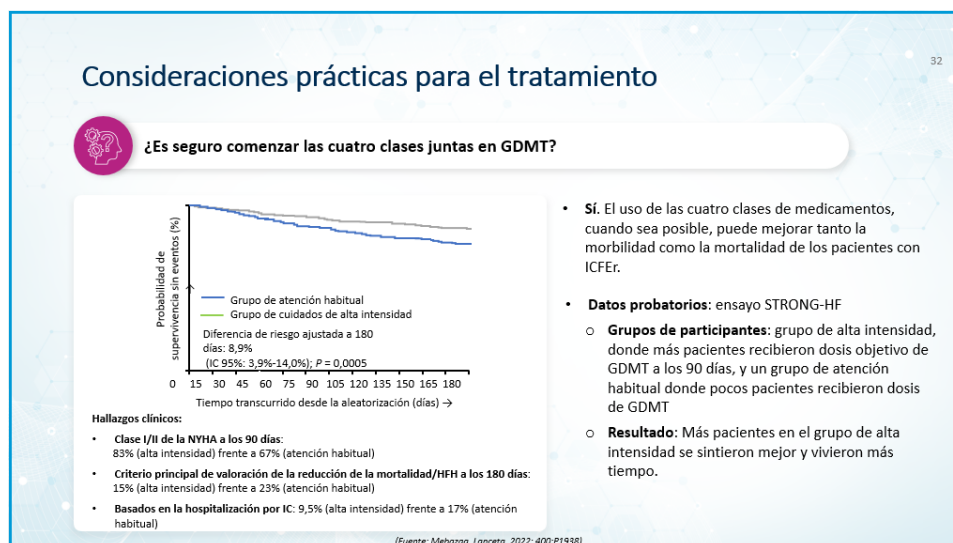 32
Consideraciones prácticas para el tratamiento
¿Es seguro comenzar las cuatro clases juntas en GDMT?
Probabilidad de
supervivencia sin eventos (%)
Grupo de atención habitual
Grupo de cuidados de alta intensidad
Diferencia de riesgo ajustada a 180
días: 8,9%
(IC 95%: 3,9%-14,0%); P = 0,0005
0 15 30 45 60 75 90 105 120 135 150 165 180
Tiempo transcurrido desde la aleatorización (días) →
Hallazgos clínicos:
• Clase I/II de la NYHA a los 90 días:
83% (alta intensidad) frente a 67% (atención habitual)
• Criterio principal de valoración de la reducción de la mortalidad/HFH a los 180 días:
15% (alta intensidad) frente a 23% (atención habitual)
• Basados en la hospitalización por IC: 9,5% (alta intensidad) frente a 17% (atención
habitual)
• Sí. El uso de las cuatro clases de medicamentos,
cuando sea posible, puede mejorar tanto la
morbilidad como la mortalidad de los pacientes con
ICFEr.
• Datos probatorios: ensayo STRONG-HF
o Grupos de participantes: grupo de alta intensidad,
donde más pacientes recibieron dosis objetivo de
GDMT a los 90 días, y un grupo de atención
habitual donde pocos pacientes recibieron dosis
de GDMT
o Resultado: Más pacientes en el grupo de alta
intensidad se sintieron mejor y vivieron más
tiempo.
(Fuente: Mebazaa, Lanceta. 2022; 400:P1938)